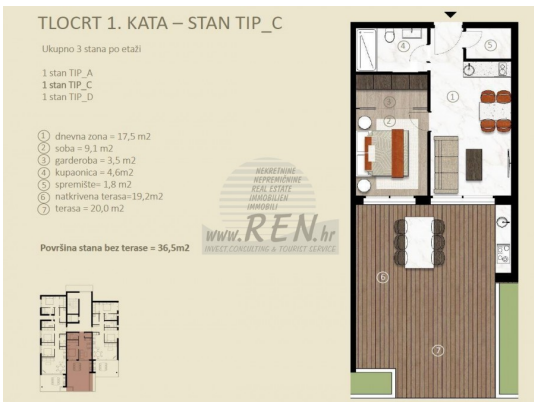 TLOCRT 1. KATA – STAN TIP_C
Ukupno 3 stana po etaži
1 stan TIP_A
1 stan TIP_C
1 stan TIP_D
1 dnevna zona = 17,5 m2
2 soba = 9,1 m2
3 garderoba = 3,5 m2
4 kupaonica = 4,6m2
5 spremište= 1,8 m2
6 natkrivena terasa=19,2m2
7 terasa = 20,0 m2
Površina stana bez terase = 36,5m2
NEKRETNINE
NEPREMIČNINE
REAL ESTATE
IMMOBILIEN
IMMOBILI
www.REN.hr
INVEST CONSULTING & TOURIST SERVICE
4
5
1
3
2
6
7